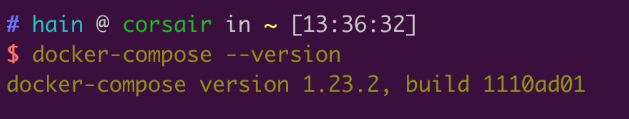 # hain @ corsair in ~ [13:36:32]
$ docker-compose --version
docker-compose version 1.23.2, build 1110ad01